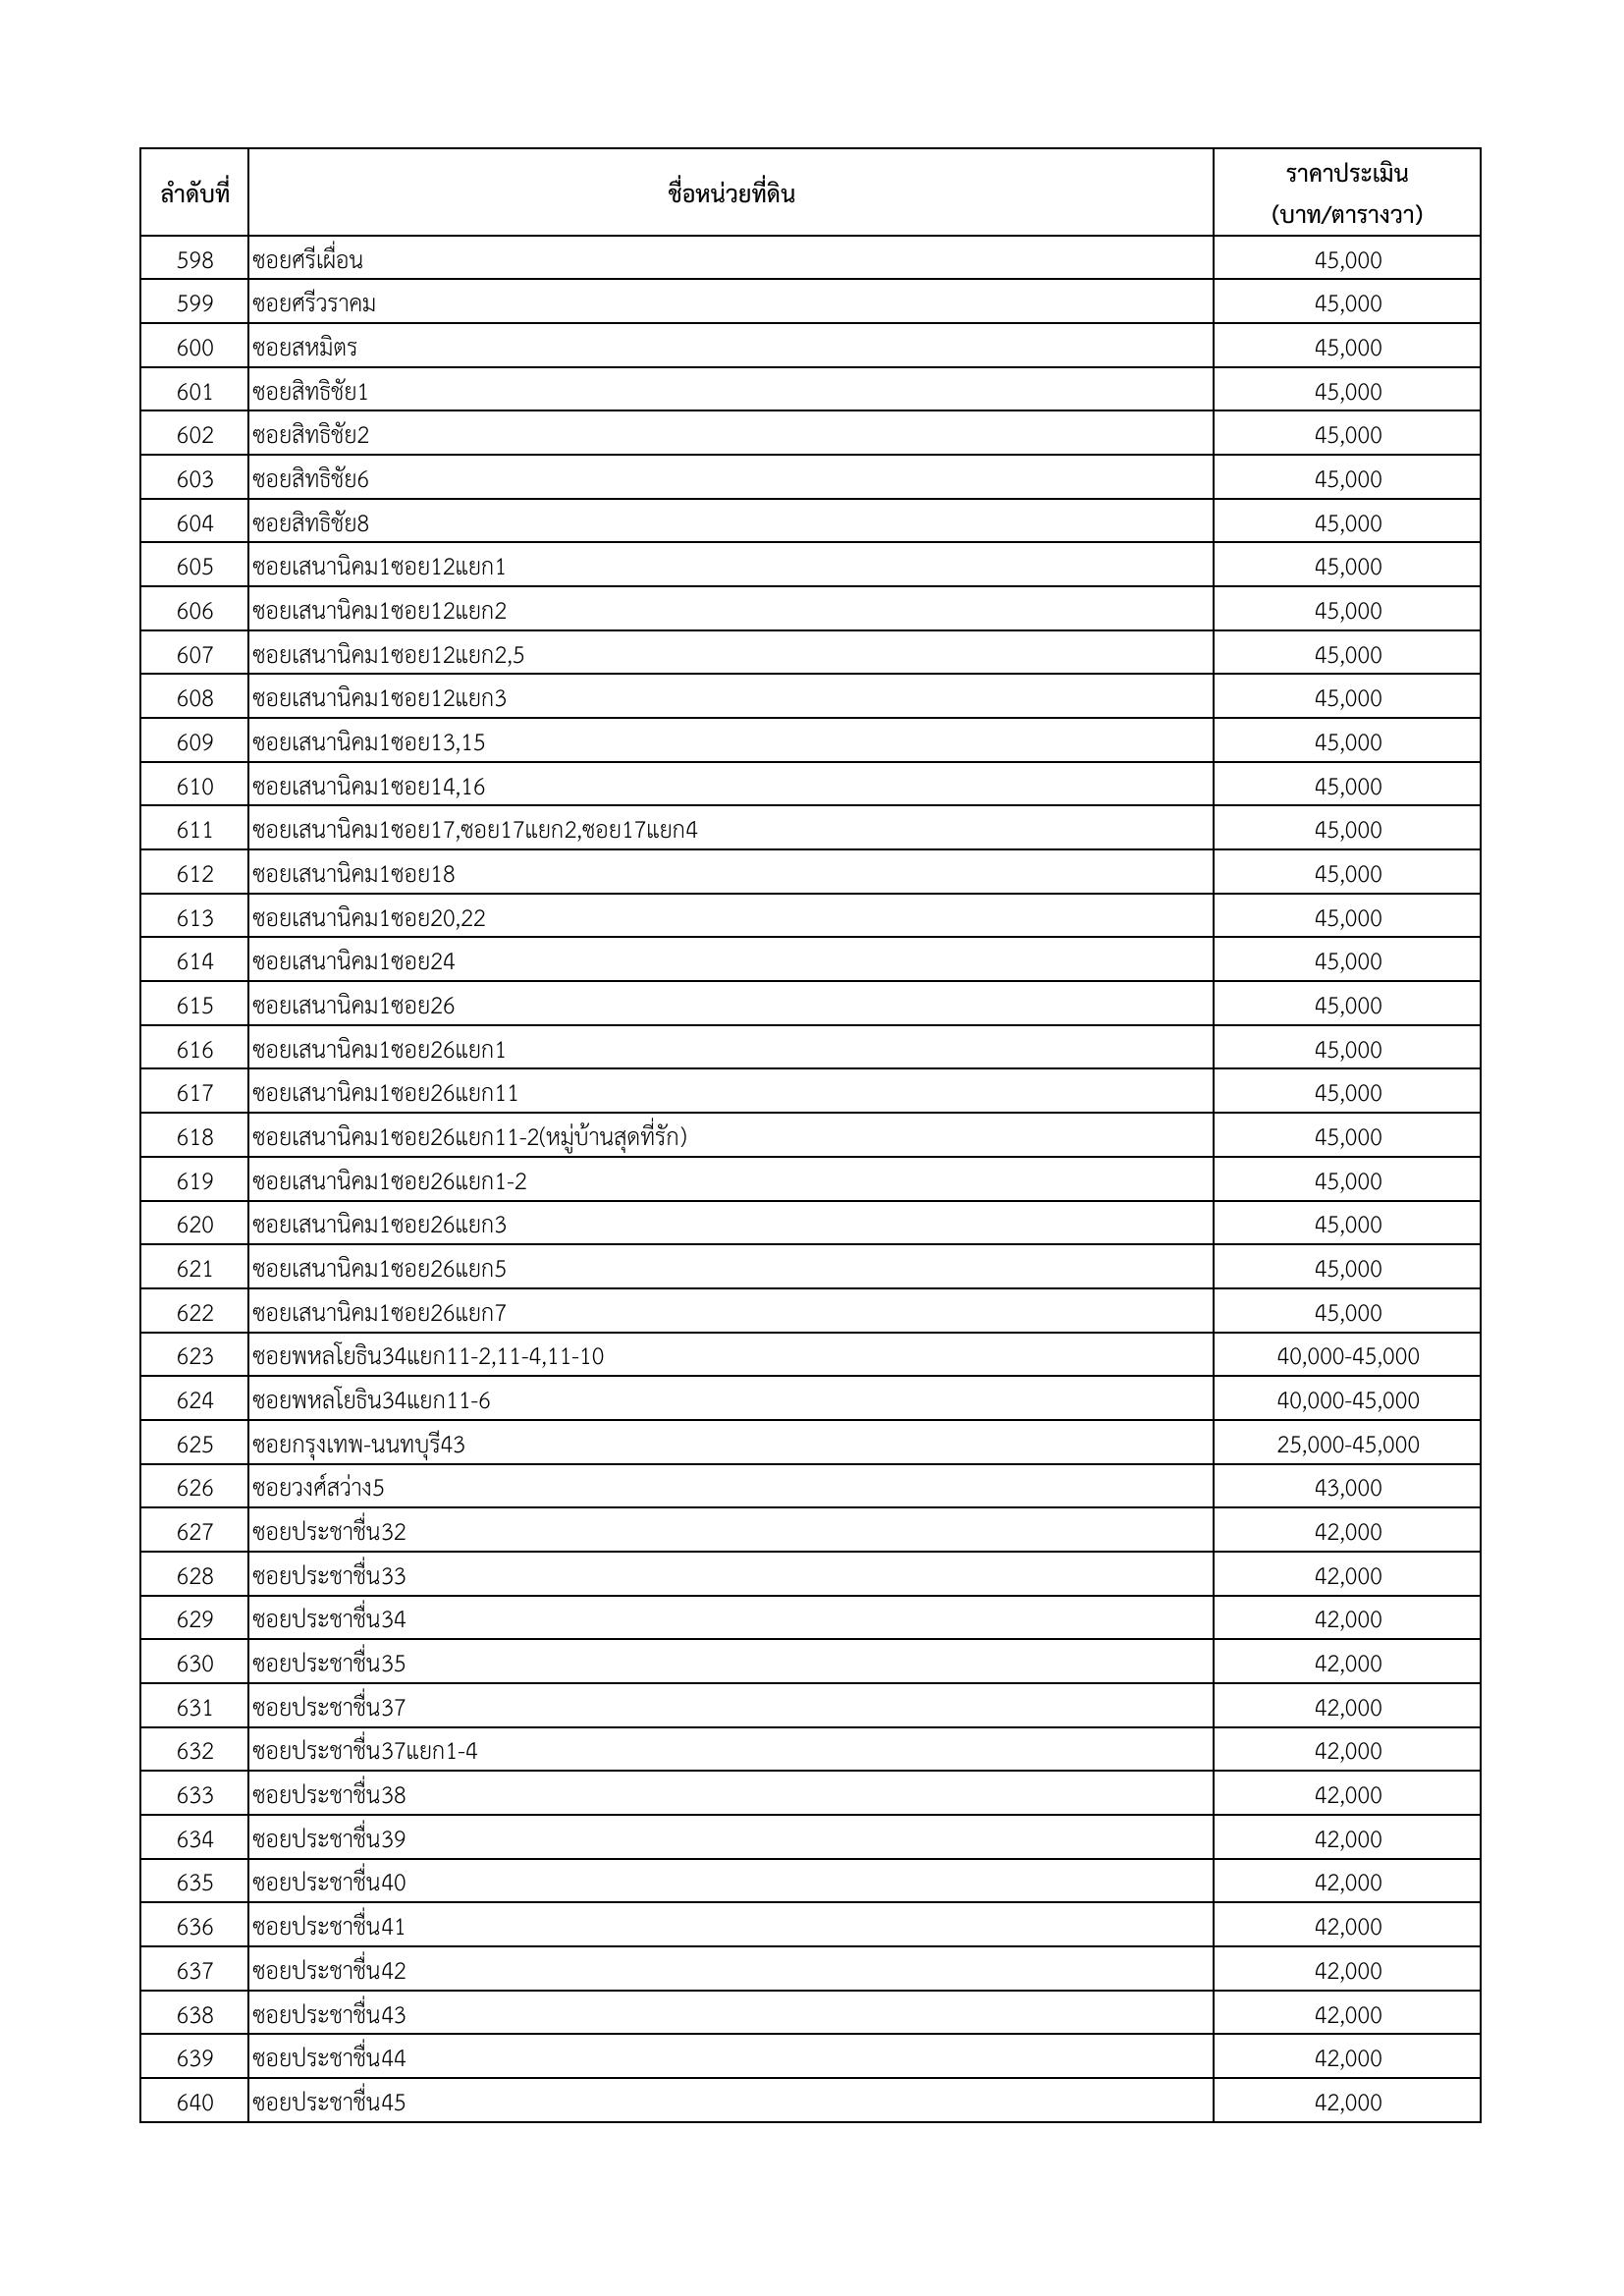 ลำดับที่ ชื่อหน่วยที่ดิน ราคาประเมิน
(บาท/ตารางวา)
598 ซอยศรีเผื่อน 45,000
599 ซอยศรีวราคม 45,000
600 ซอยสหมิตร 45,000
601 ซอยสิทธิชัย1 45,000
602 ซอยสิทธิชัย2 45,000
603 ซอยสิทธิชัย6 45,000
604 ซอยสิทธิชัย8 45,000
605 ซอยเสนานิคม1ซอย12แยก1 45,000
606 ซอยเสนานิคม1ซอย12แยก2 45,000
607 ซอยเสนานิคม1ซอย12แยก2,5 45,000
608 ซอยเสนานิคม1ซอย12แยก3 45,000
609 ซอยเสนานิคม1ซอย13,15 45,000
610 ซอยเสนานิคม1ซอย14,16 45,000
611 ซอยเสนานิคม1ซอย17,ซอย17แยก2,ซอย17แยก4 45,000
612 ซอยเสนานิคม1ซอย18 45,000
613 ซอยเสนานิคม1ซอย20,22 45,000
614 ซอยเสนานิคม1ซอย24 45,000
615 ซอยเสนานิคม1ซอย26 45,000
616 ซอยเสนานิคม1ซอย26แยก1 45,000
617 ซอยเสนานิคม1ซอย26แยก11 45,000
618 ซอยเสนานิคม1ซอย26แยก11-2(หมู่บ้านสุดที่รัก) 45,000
619 ซอยเสนานิคม1ซอย26แยก1-2 45,000
620 ซอยเสนานิคม1ซอย26แยก3 45,000
621 ซอยเสนานิคม1ซอย26แยก5 45,000
622 ซอยเสนานิคม1ซอย26แยก7 45,000
623 ซอยพหลโยธิน34แยก11-2,11-4,11-10 40,000-45,000
624 ซอยพหลโยธิน34แยก11-6 40,000-45,000
625 ซอยกรุงเทพ-นนทบุรี43 25,000-45,000
626 ซอยวงศ์สว่าง5 43,000
627 ซอยประชาชื่น32 42,000
628 ซอยประชาชื่น33 42,000
629 ซอยประชาชื่น34 42,000
630 ซอยประชาชื่น35 42,000
631 ซอยประชาชื่น37 42,000
632 ซอยประชาชื่น37แยก1-4 42,000
633 ซอยประชาชื่น38 42,000
634 ซอยประชาชื่น39 42,000
635 ซอยประชาชื่น40 42,000
636 ซอยประชาชื่น41 42,000
637 ซอยประชาชื่น42 42,000
638 ซอยประชาชื่น43 42,000
639 ซอยประชาชื่น44 42,000
640 ซอยประชาชื่น45 42,000